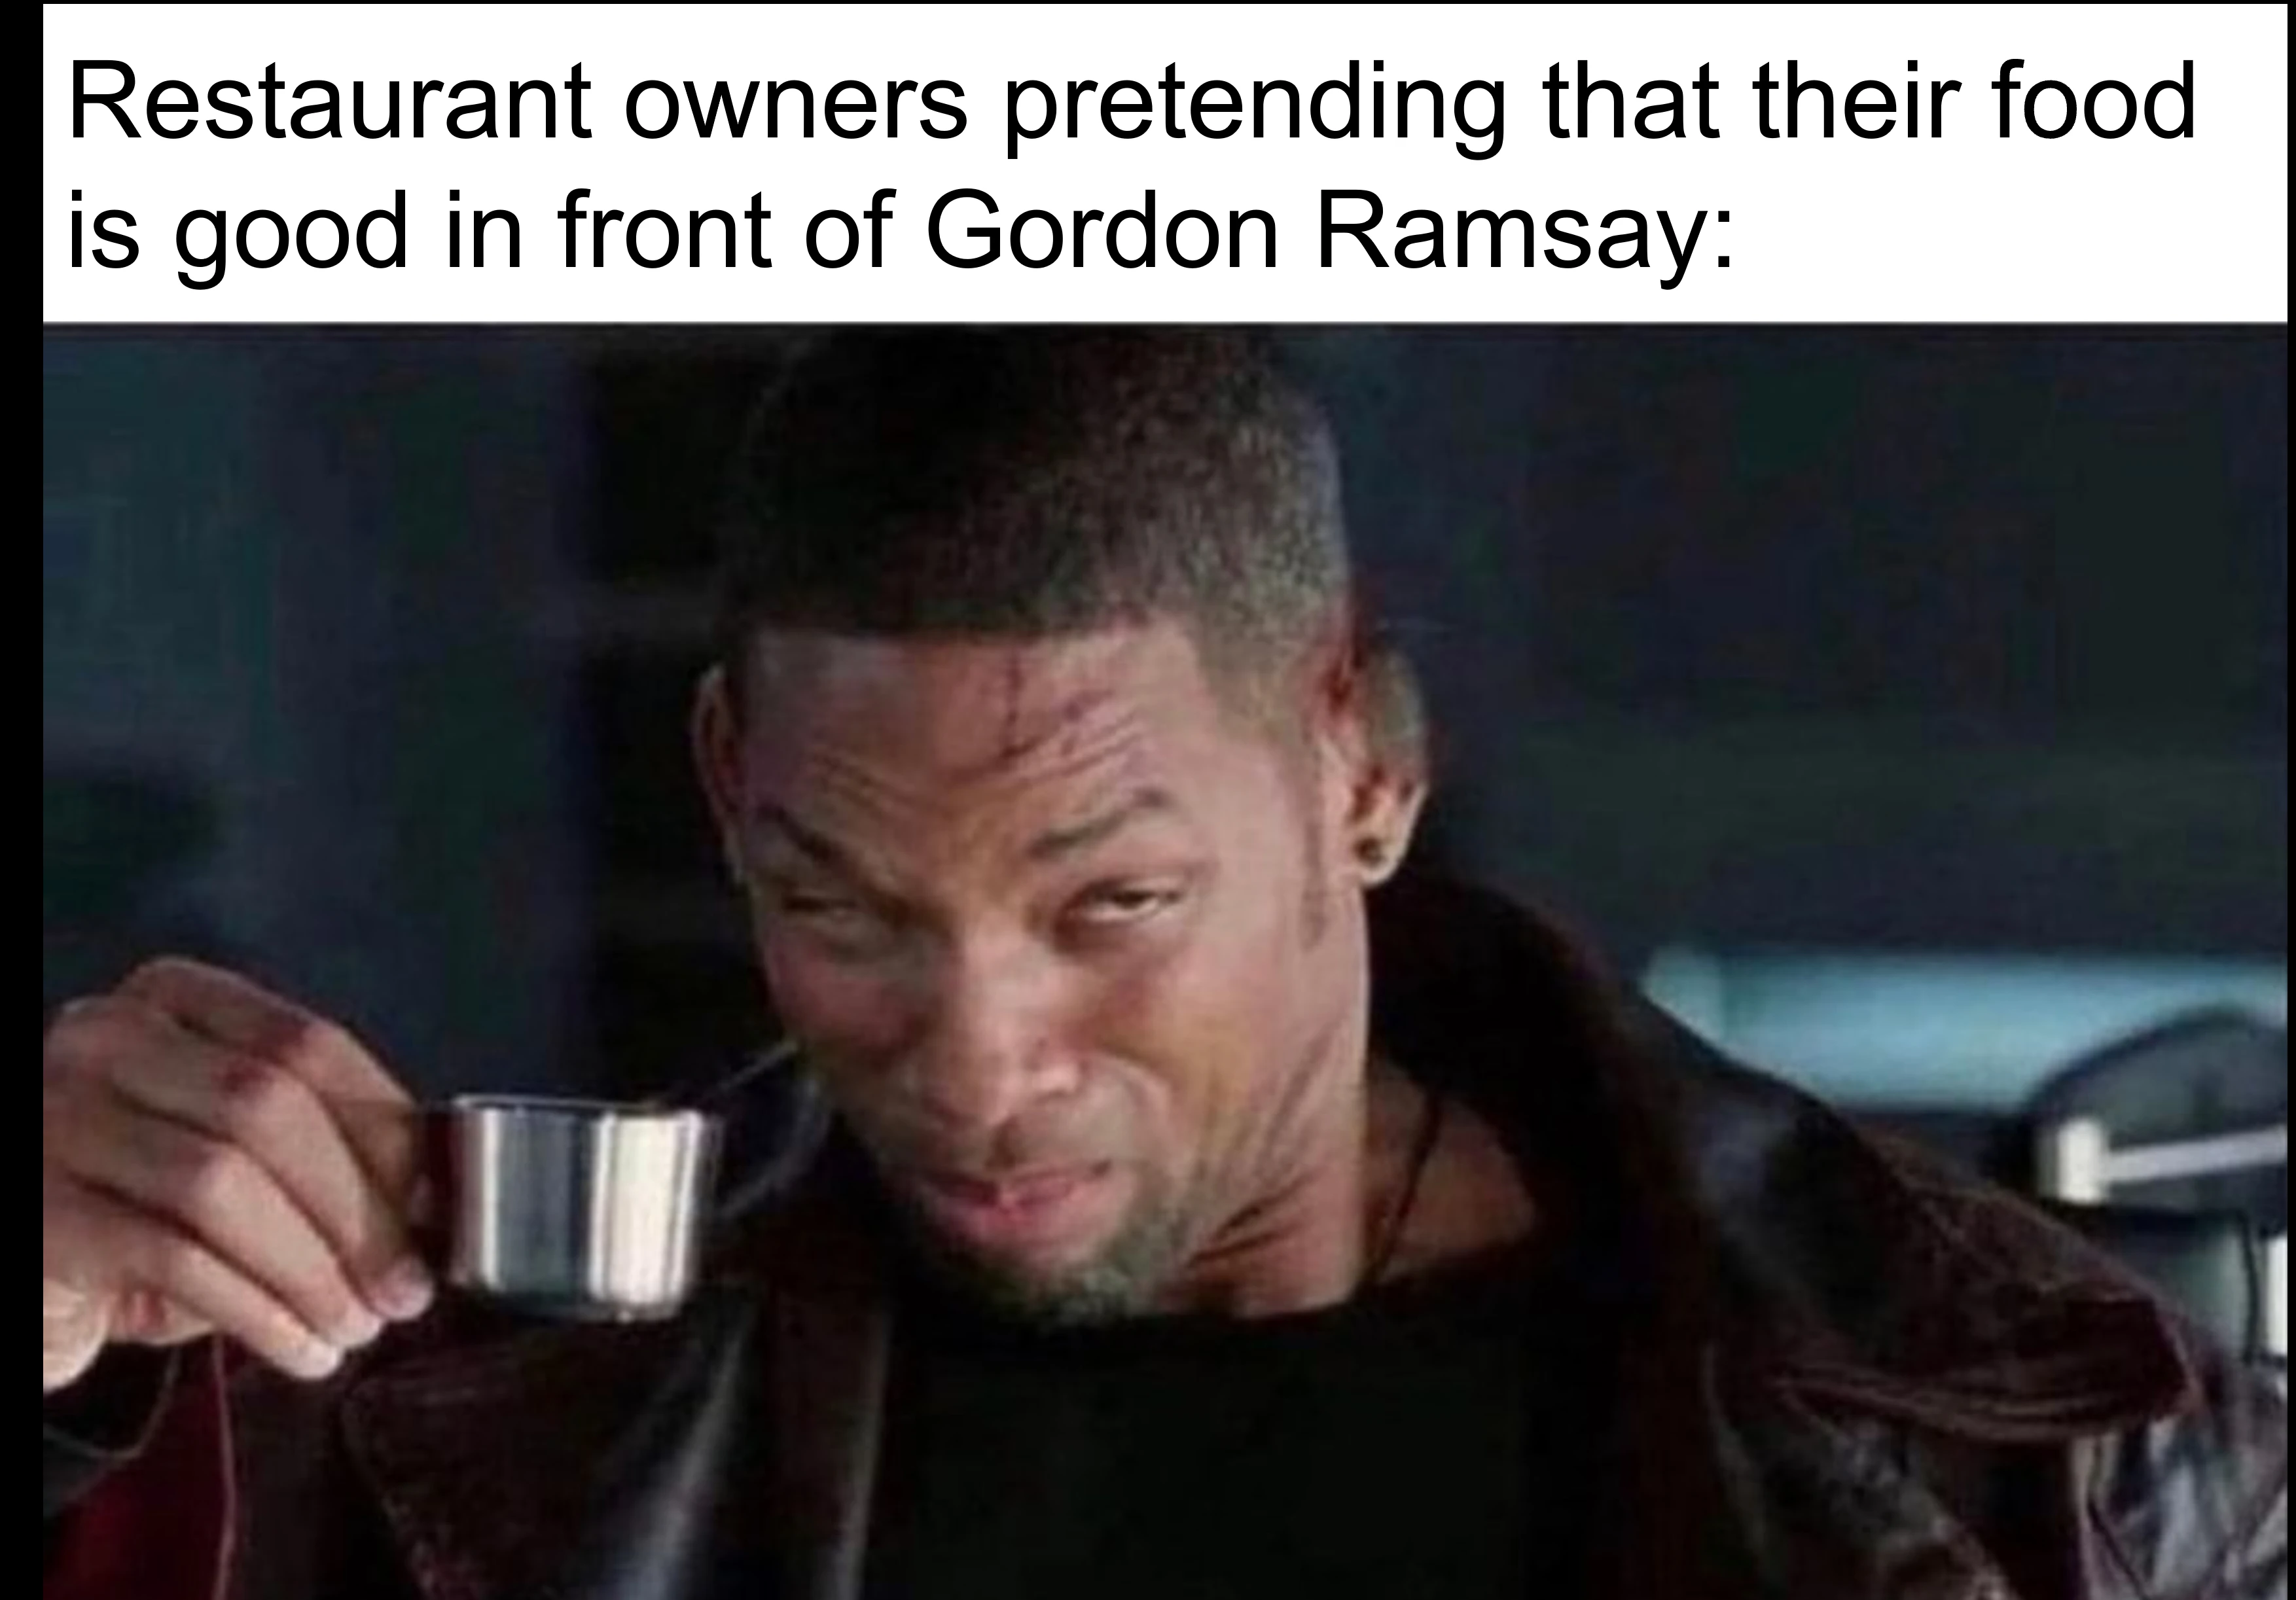 Restaurant owners pretending that their food
is good in front of Gordon Ramsay: